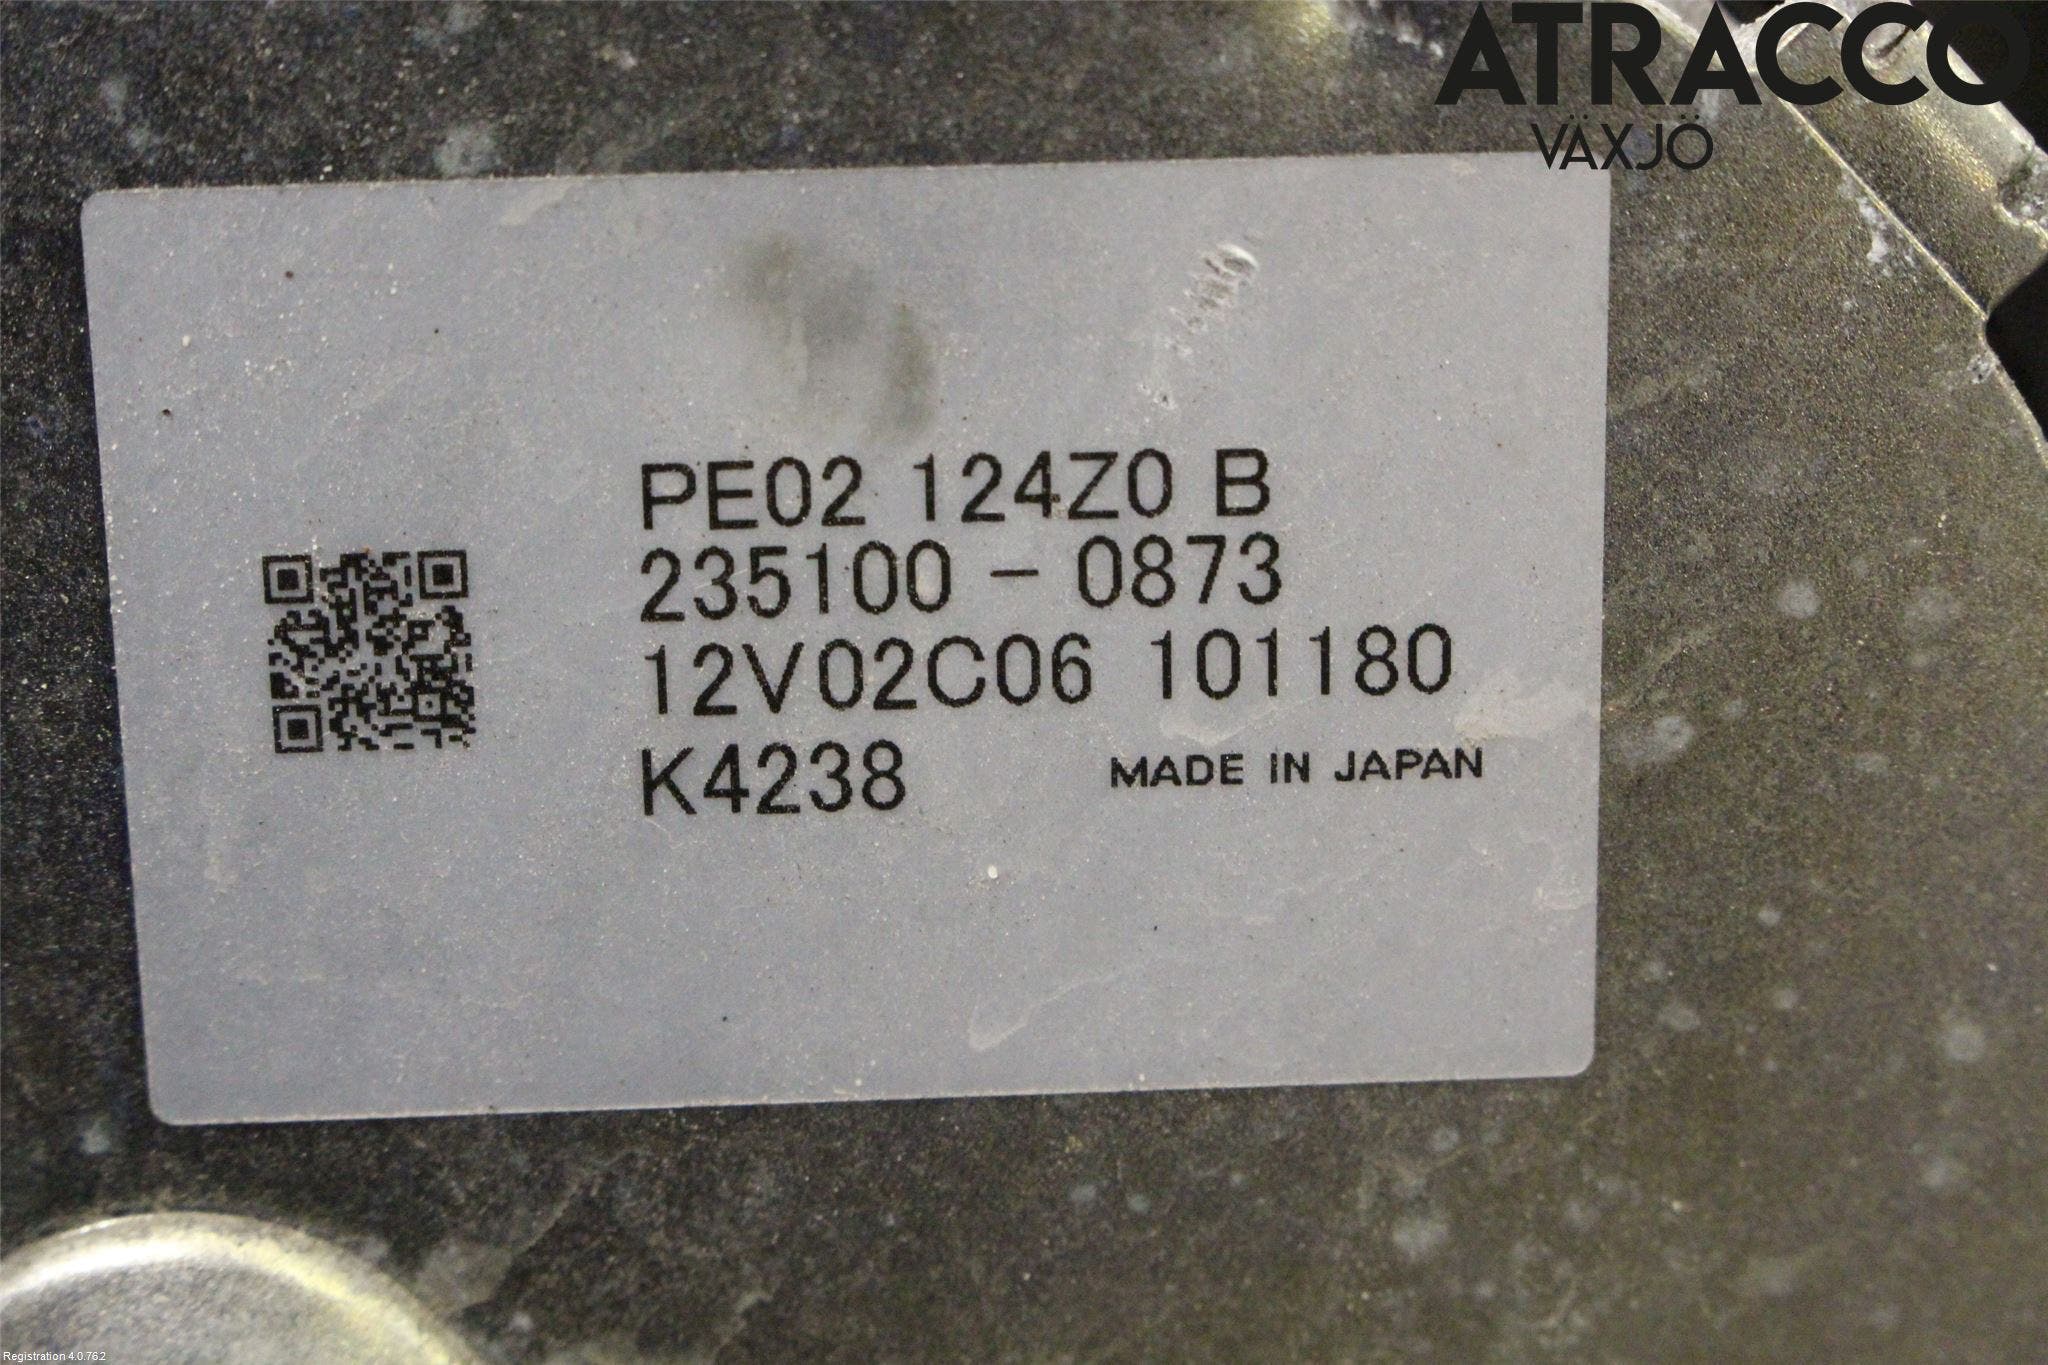 ATRACCO
VÄXJÖ
PE02 124Z0 B
235100 - 0873
12V02C06 101180
K4238 MADE IN JAPAN
Registration 4.0.762